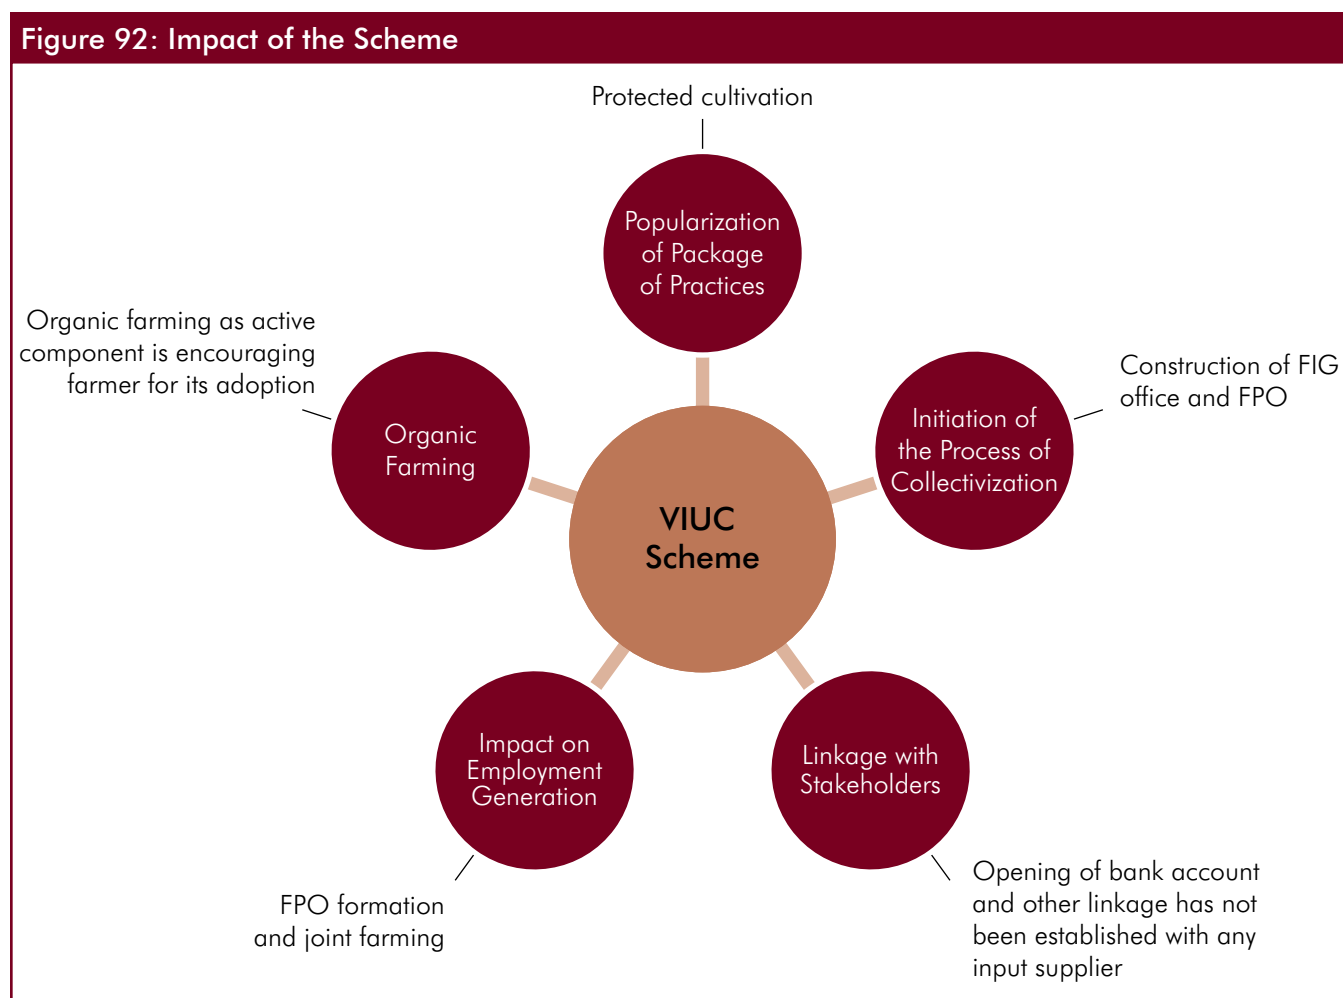 Figure 92: Impact of the Scheme
Protected cultivation
Popularization
of Package
of Practices
Organic farming as active
component is encouraging
farmer for its adoption
Organic
Farming
Construction of FIG
office and FPO
Initiation of
the Process of
Collectivization
VIUC
Scheme
Impact on
Employment
Generation
FPO formation
and joint farming
Linkage with
Stakeholders
Opening of bank account
and other linkage has not
been established with any
input supplier